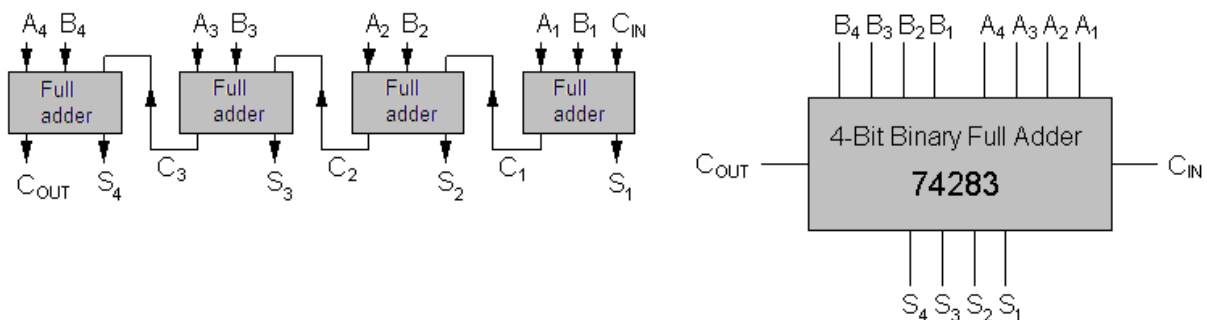 A4 B4 A3 B3 A2 B2 A1 B1 CIN
Full adder
Full adder
Full adder
Full adder
C3 C2 C1
COUT S4 S3 S2 S1
B4 B3 B2 B1 A4 A3 A2 A1
4-Bit Binary Full Adder
74283
COUT CIN
S4 S3 S2 S1